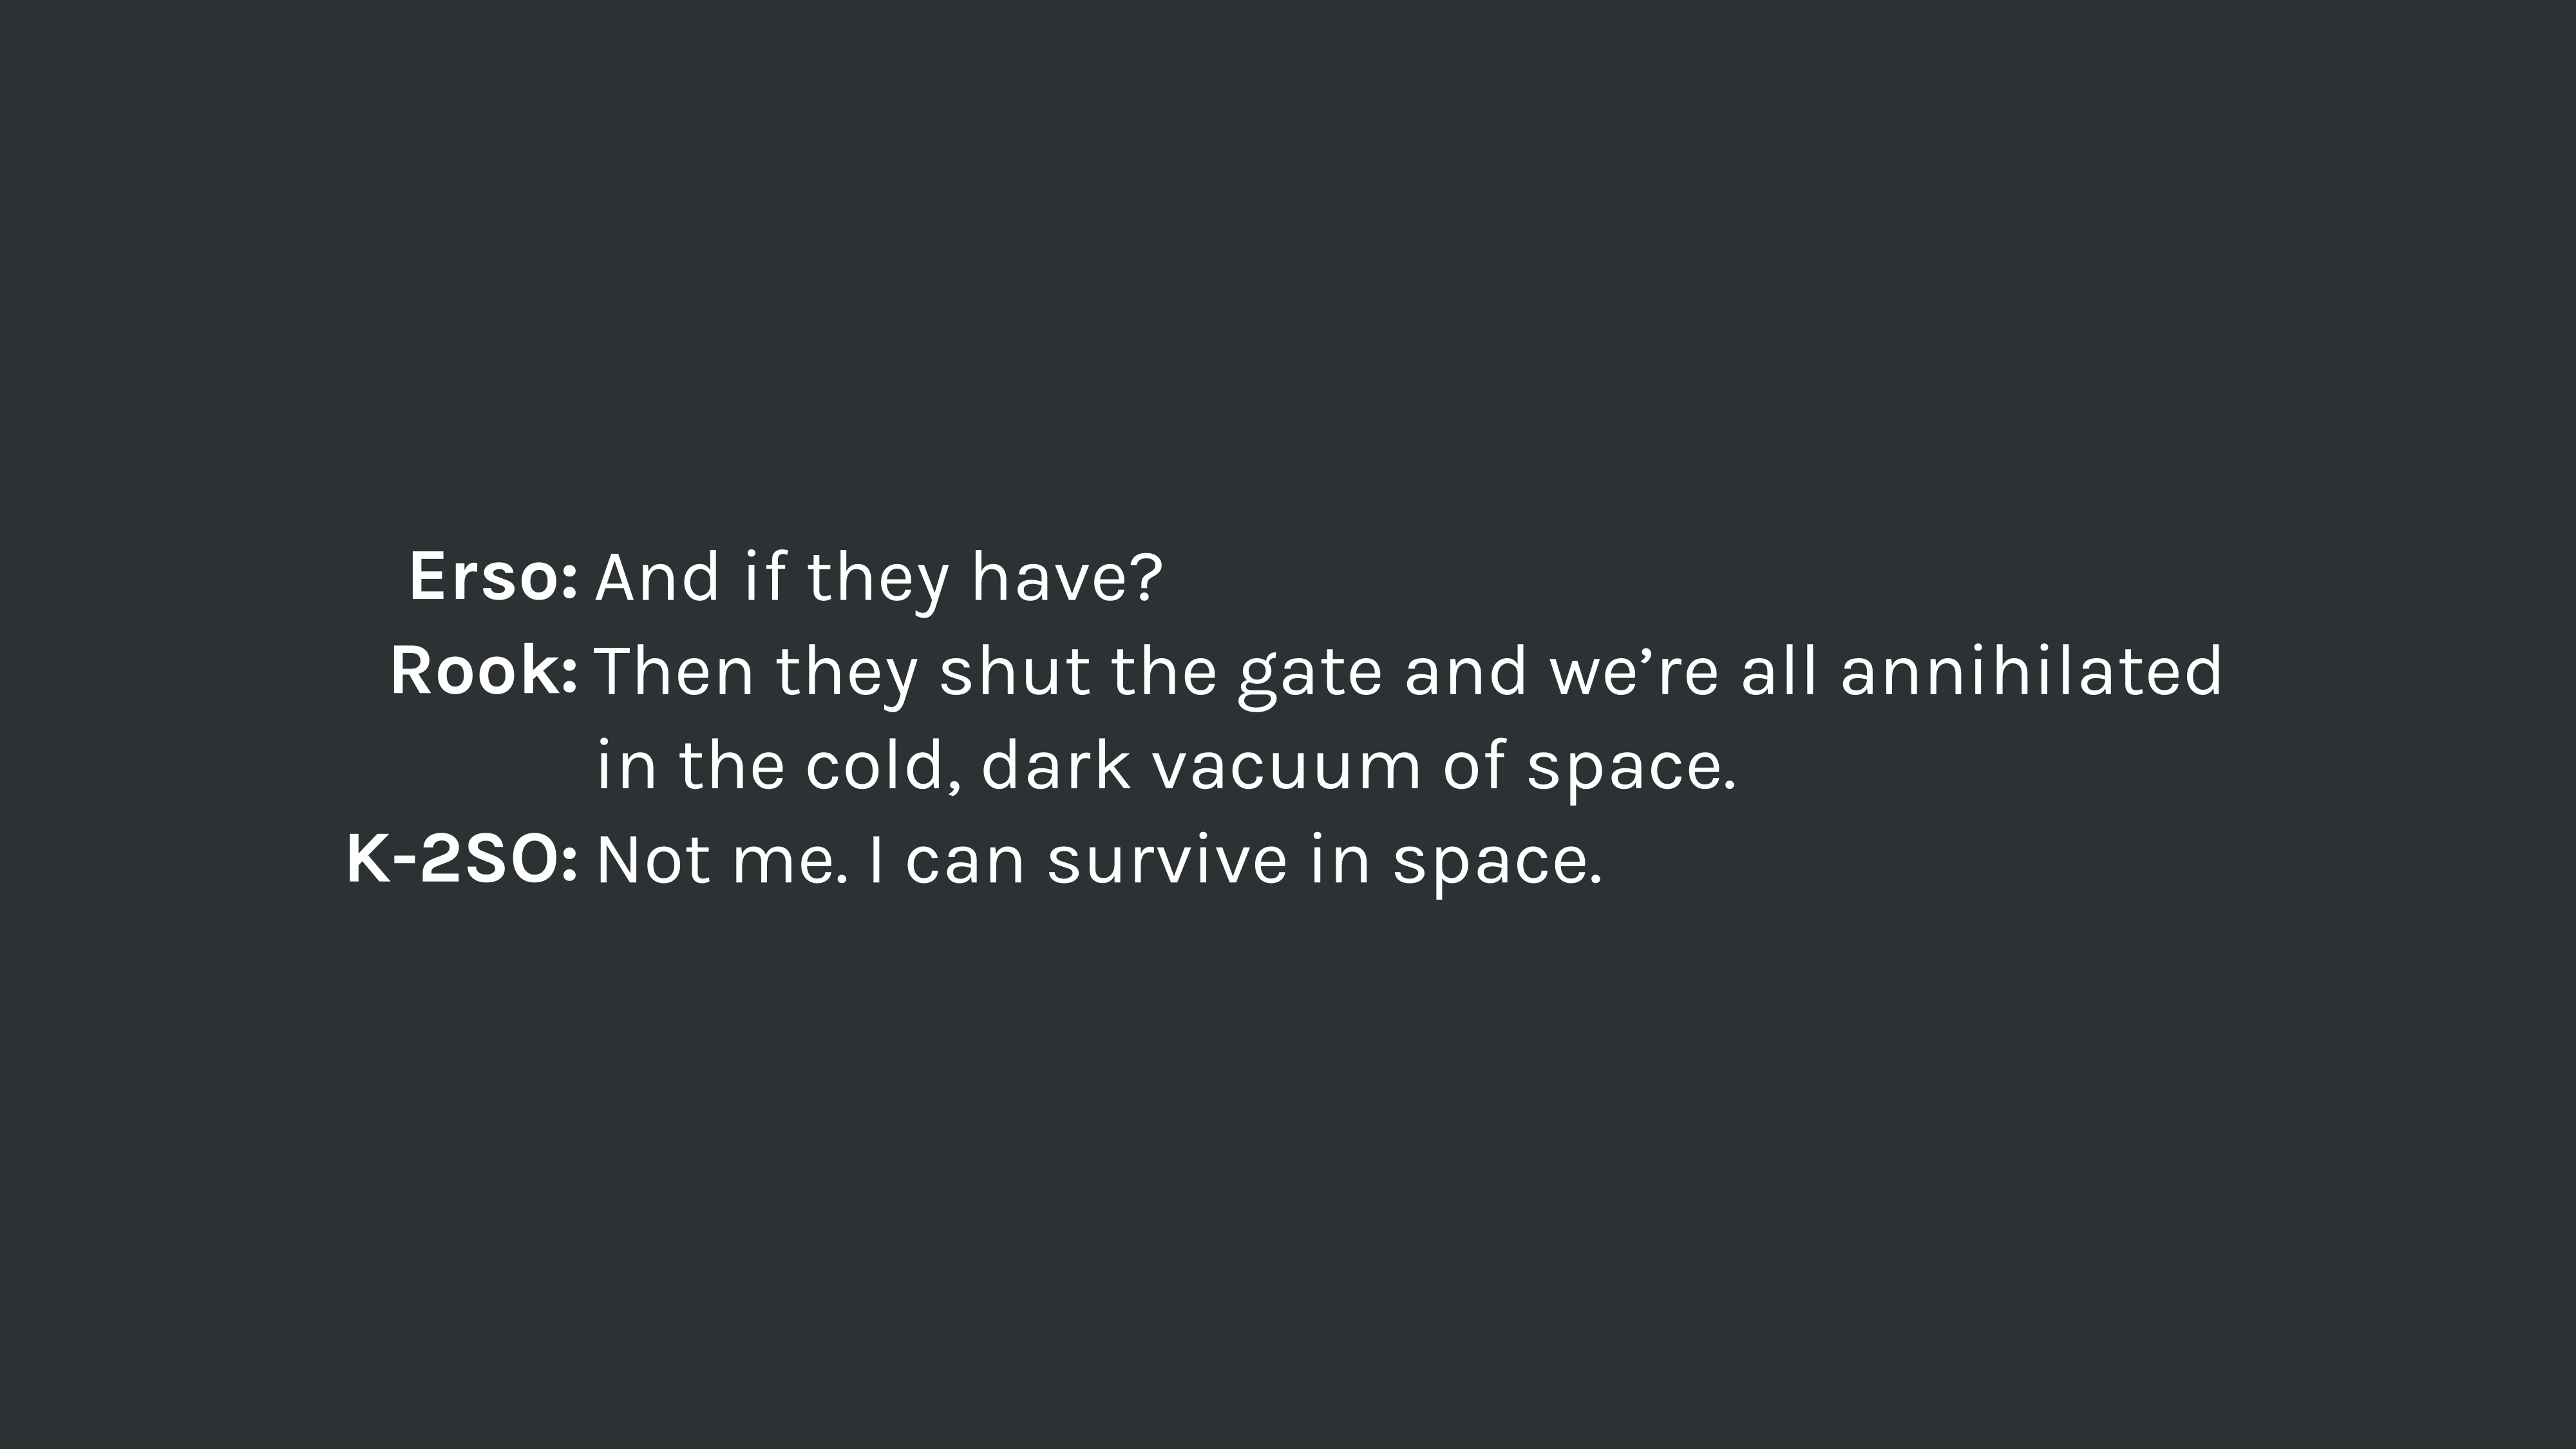 Erso: And if they have?
Rook: Then they shut the gate and we’re all annihilated
in the cold, dark vacuum of space.
K-2SO: Not me. I can survive in space.